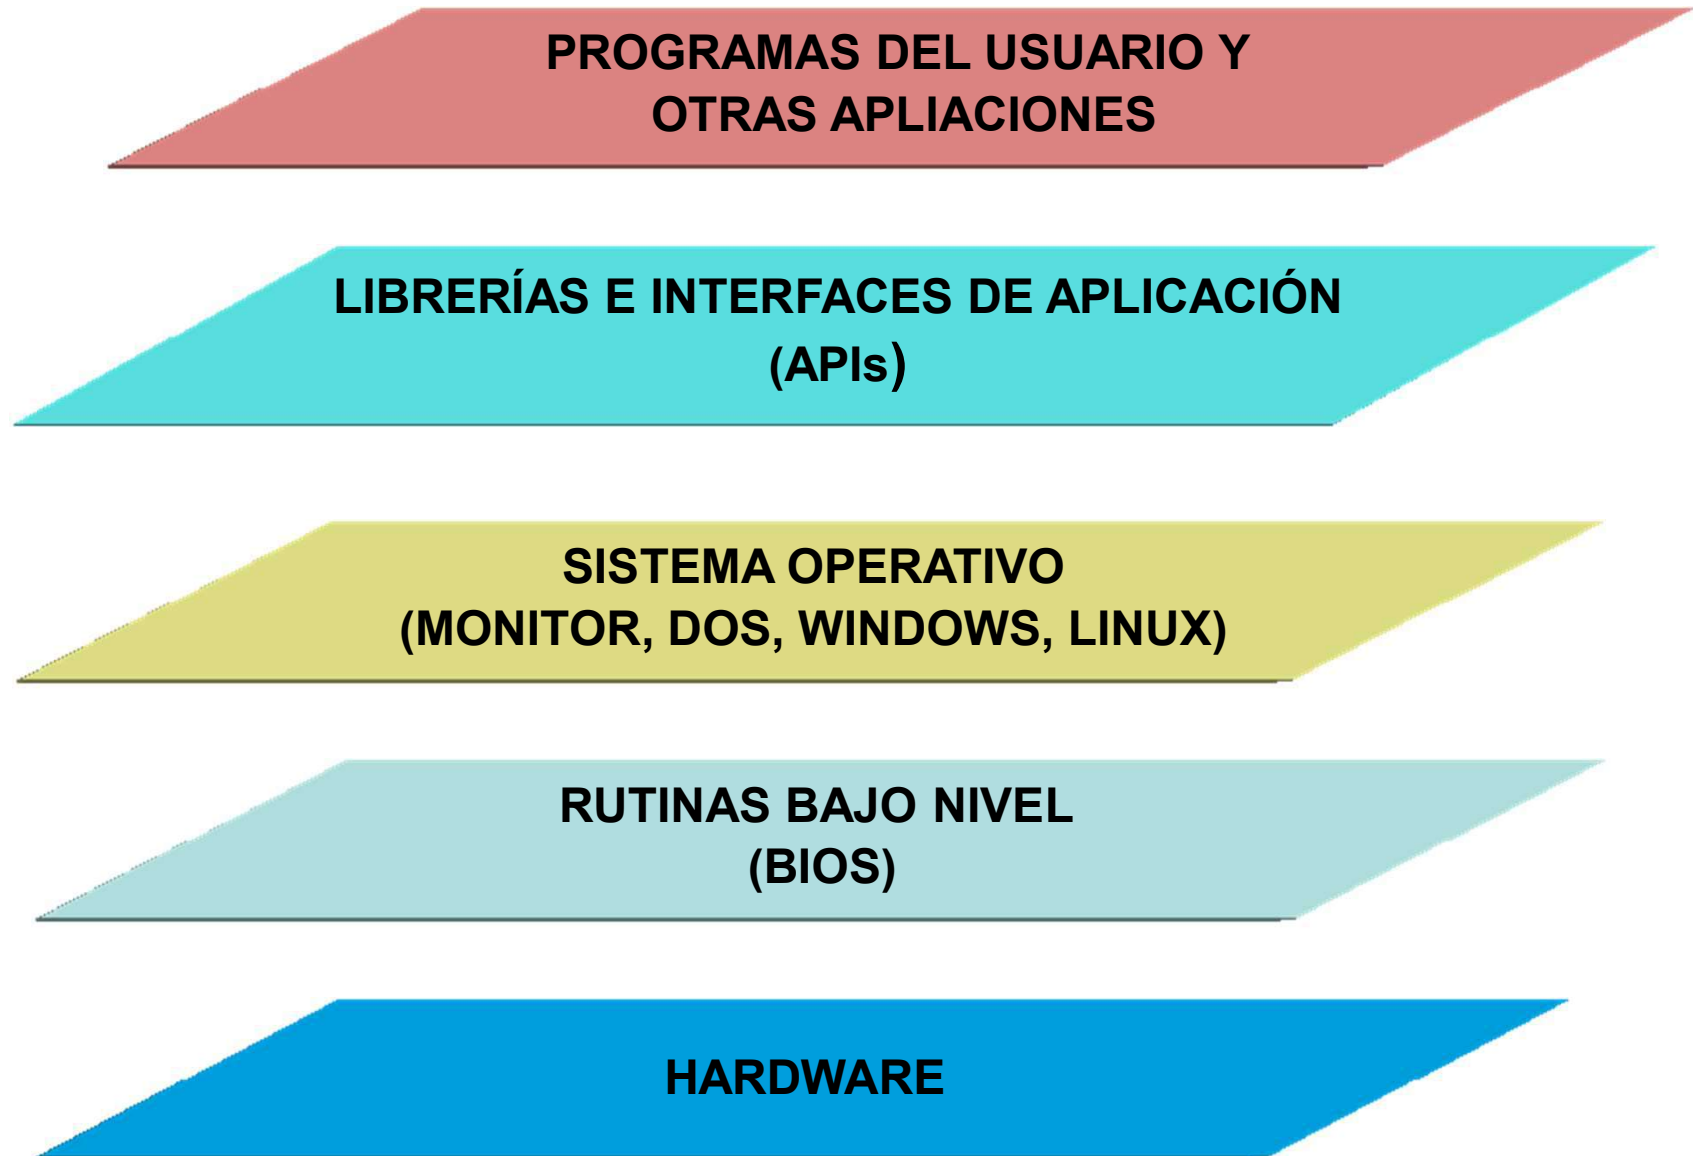 PROGRAMAS DEL USUARIO Y
OTRAS APLIACIONES
LIBRERÍAS E INTERFACES DE APLICACIÓN
(APIs)
SISTEMA OPERATIVO
(MONITOR, DOS, WINDOWS, LINUX)
RUTINAS BAJO NIVEL
(BIOS)
HARDWARE